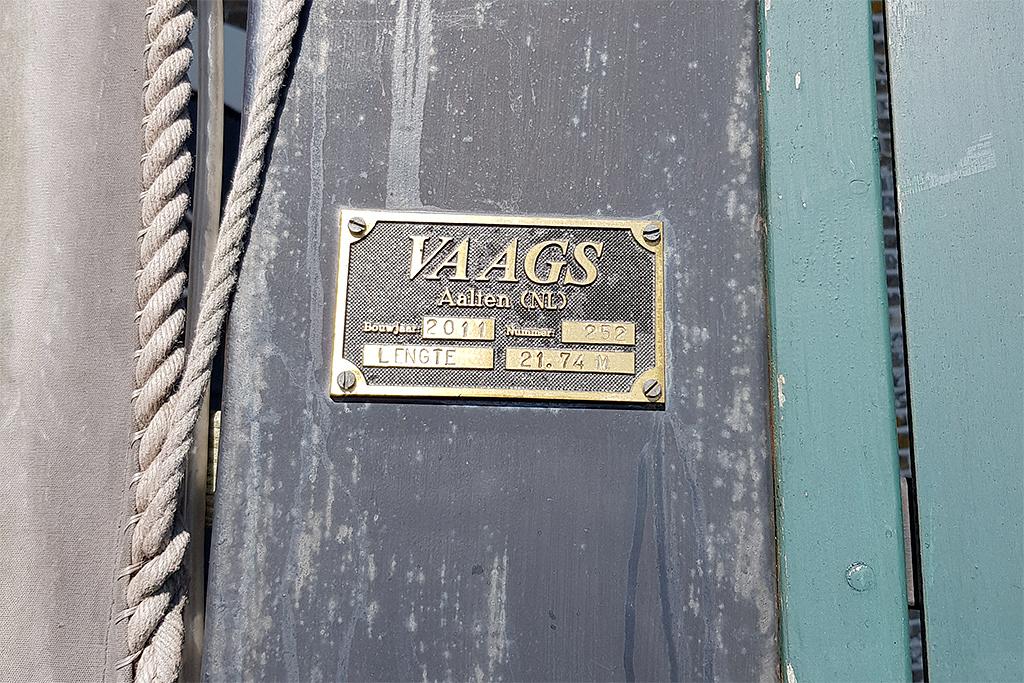 VAAGS
Aalten (NL)
Bouwjaar: 2011 Nummer: 252
LENGTE 21.74 M